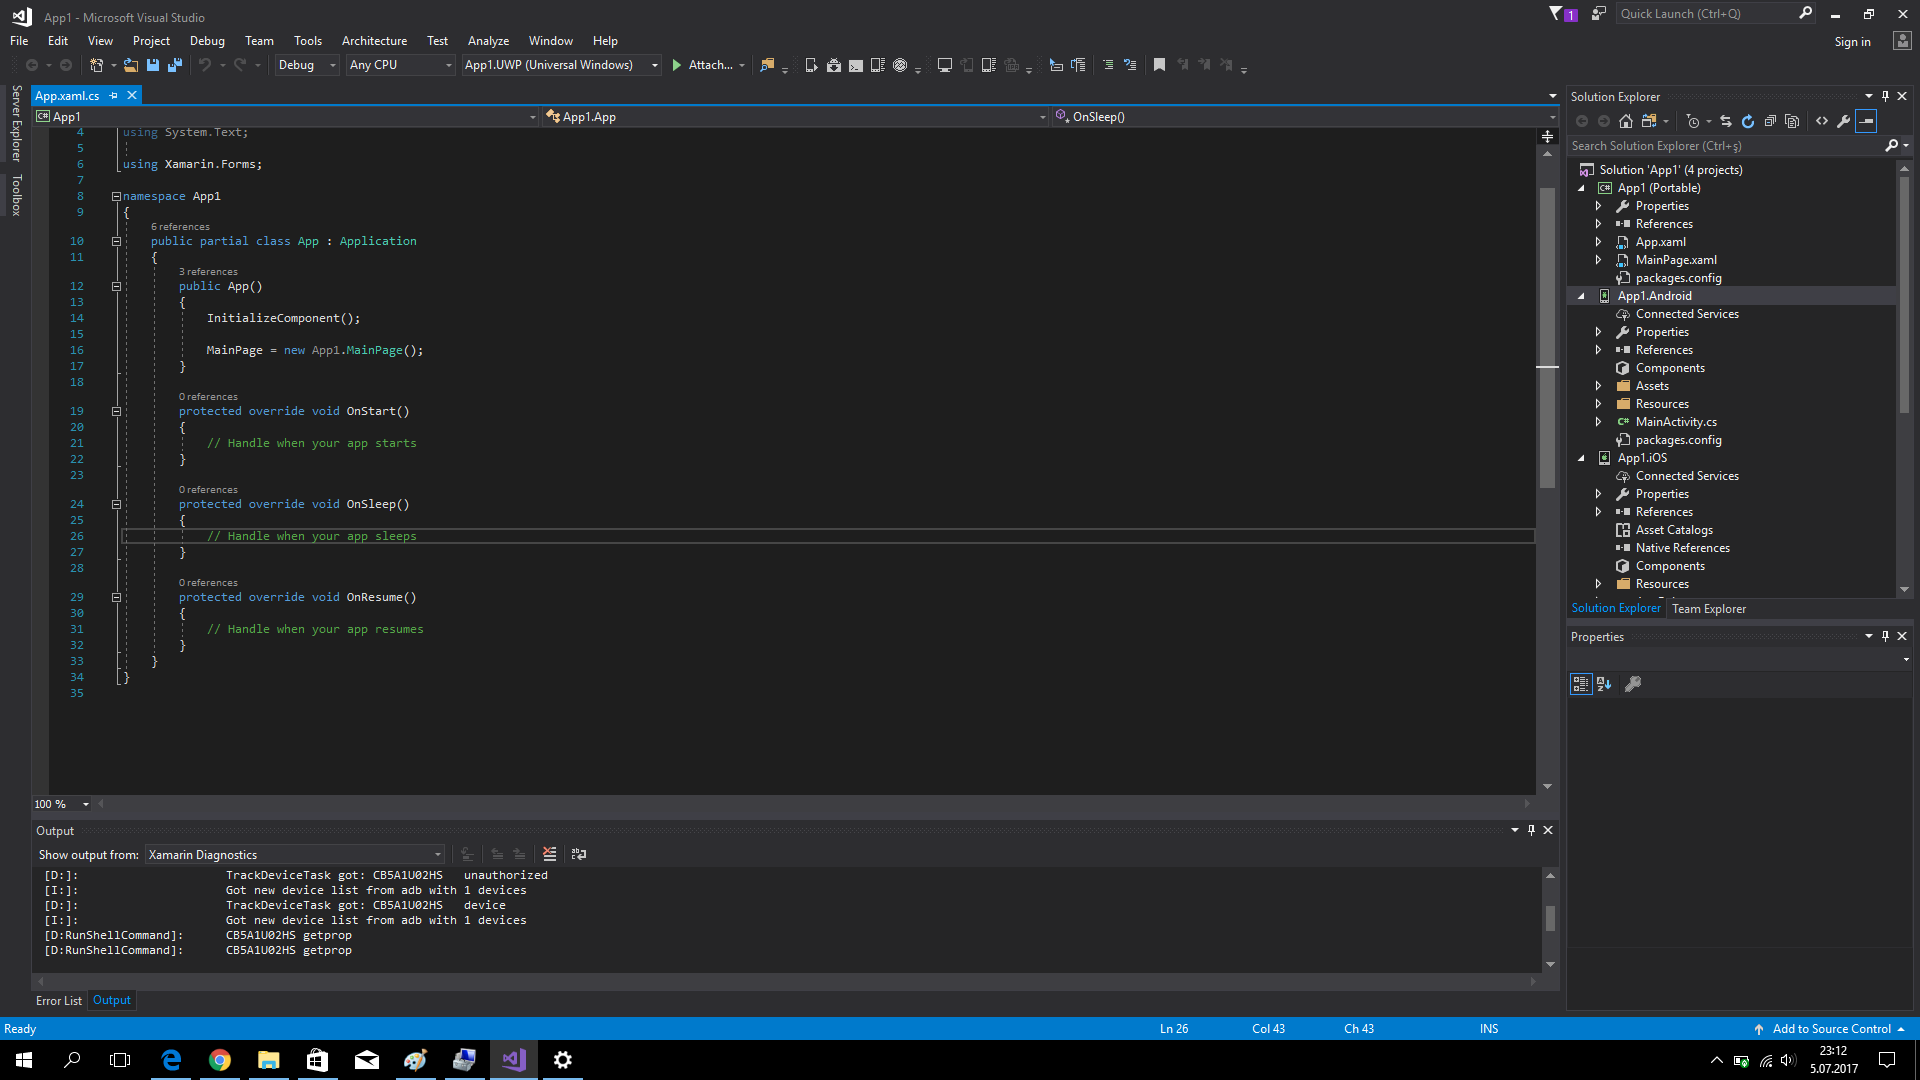 App1 - Microsoft Visual Studio
1
Quick Launch (Ctrl+Q)
File Edit View Project Debug Team Tools Architecture Test Analyze Window Help
Sign in
Debug Any CPU App1.UWP (Universal Windows) Attach...
Server Explorer
Toolbox
App.xaml.cs
App1 App1.App OnSleep()
4 using System.Text;
5
6 using Xamarin.Forms;
7
8 namespace App1
9 {
6 references
10 public partial class App : Application
11 {
3 references
12 public App()
13 {
14 InitializeComponent();
15
16 MainPage = new App1.MainPage();
17 }
18
0 references
19 protected override void OnStart()
20 {
21 // Handle when your app starts
22 }
23
0 references
24 protected override void OnSleep()
25 {
26 // Handle when your app sleeps
27 }
28
0 references
29 protected override void OnResume()
30 {
31 // Handle when your app resumes
32 }
33 }
34 }
35
100 %
Output
Show output from: Xamarin Diagnostics
[D:]: TrackDeviceTask got: CB5A1U02HS unauthorized
[I:]: Got new device list from adb with 1 devices
[D:]: TrackDeviceTask got: CB5A1U02HS device
[I:]: Got new device list from adb with 1 devices
[D:RunShellCommand]: CB5A1U02HS getprop
[D:RunShellCommand]: CB5A1U02HS getprop
Error List Output
Solution Explorer
Search Solution Explorer (Ctrl+ş)
Solution 'App1' (4 projects)
App1 (Portable)
Properties
References
App.xaml
MainPage.xaml
packages.config
App1.Android
Connected Services
Properties
References
Components
Assets
Resources
MainActivity.cs
packages.config
App1.iOS
Connected Services
Properties
References
Asset Catalogs
Native References
Components
Resources
Solution Explorer Team Explorer
Properties
Ready Ln 26 Col 43 Ch 43 INS Add to Source Control
23:12
5.07.2017